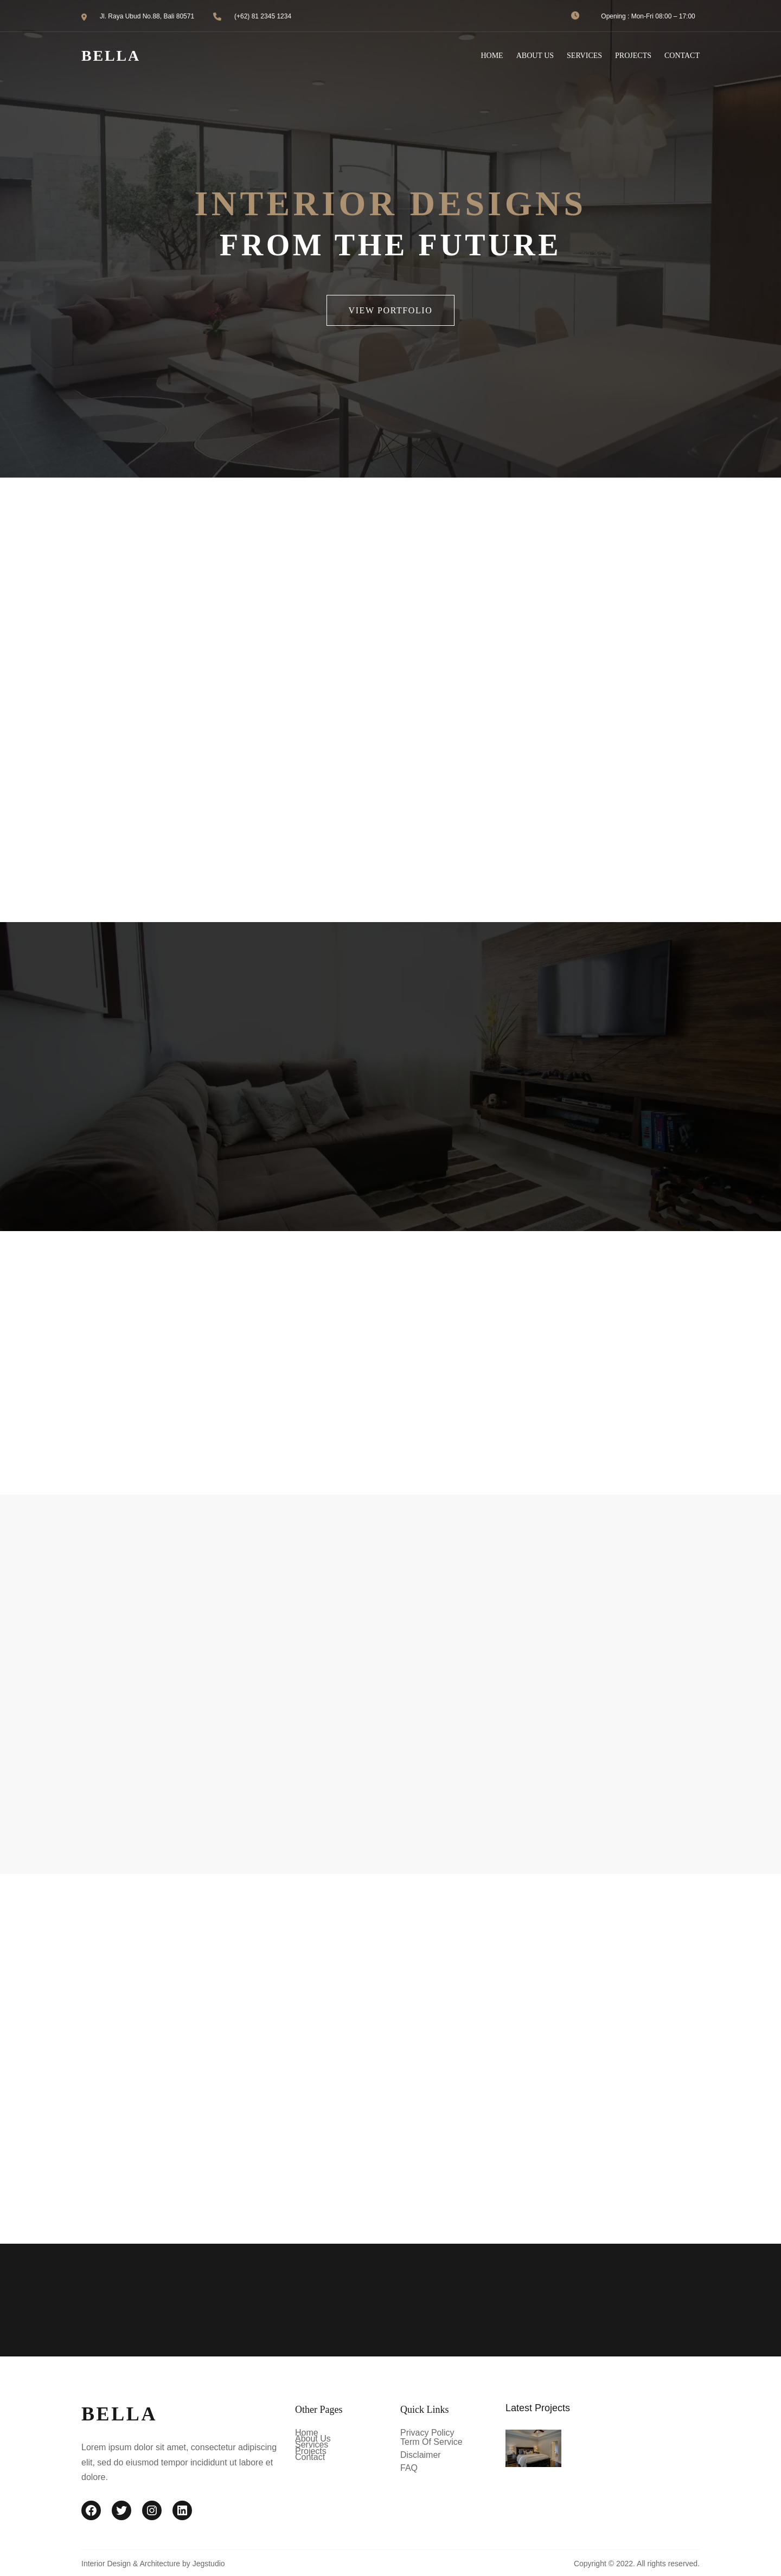 Jl. Raya Ubud No.88, Bali 80571
(+62) 81 2345 1234
Opening : Mon-Fri 08:00 – 17:00
BELLA
HOME ABOUT US SERVICES PROJECTS CONTACT
INTERIOR DESIGNS
FROM THE FUTURE
VIEW PORTFOLIO
BELLA
Lorem ipsum dolor sit amet, consectetur adipiscing
elit, sed do eiusmod tempor incididunt ut labore et
dolore.
Other Pages
Home
About Us
Services
Projects
Contact
Quick Links
Privacy Policy
Term Of Service
Disclaimer
FAQ
Latest Projects
Interior Design & Architecture by Jegstudio
Copyright © 2022. All rights reserved.